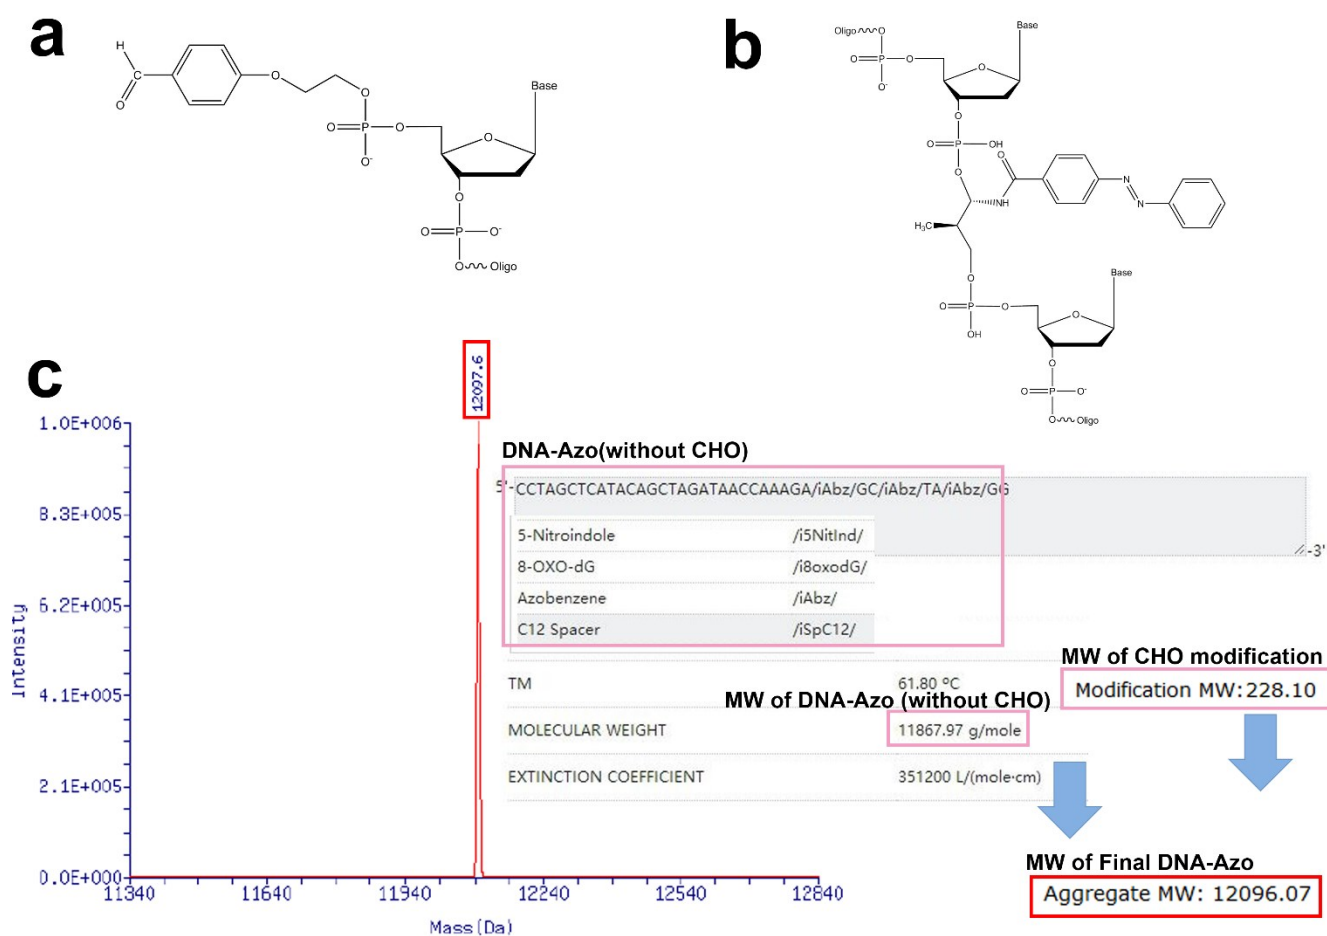 a
H
C
O
O
O
O=P—O
O-
O
Base
O
O=P—O-
O Oligo
b
Oligo O
O=P—O
O-
O
Base
O
O=P—OH
O
O
NH
N
N
H₃C
O
O=P—O
OH
O
Base
O
O=P—O-
O Oligo
c
12097.6
1.0E+006
8.3E+005
6.2E+005
4.1E+005
2.1E+005
0.0E+000
Intensity
11340 11640 11940 12240 12540 12840
Mass(Da)
DNA-Azo(without CHO)
5'-CCTAGCTCATACAGCTAGATAACCAAAGA/iAbz/GC/iAbz/TA/iAbz/GG
-3'
5-Nitroindole /i5NitInd/
8-OXO-dG /i8oxodG/
Azobenzene /iAbz/
C12 Spacer /iSpC12/
TM 61.80 ºC
MW of DNA-Azo (without CHO)
MOLECULAR WEIGHT 11867.97 g/mole
EXTINCTION COEFFICIENT 351200 L/(mole·cm)
MW of CHO modification
Modification MW:228.10
MW of Final DNA-Azo
Aggregate MW: 12096.07